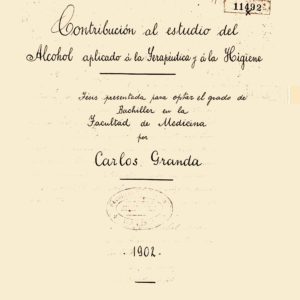 11492
Contribución al estudio del
Alcohol aplicado á la Terapéutica y á la Higiene
Tésis presentada para optar el grado de
Bachiller en la
Facultad de Medicina
por
Carlos Granda
1902.